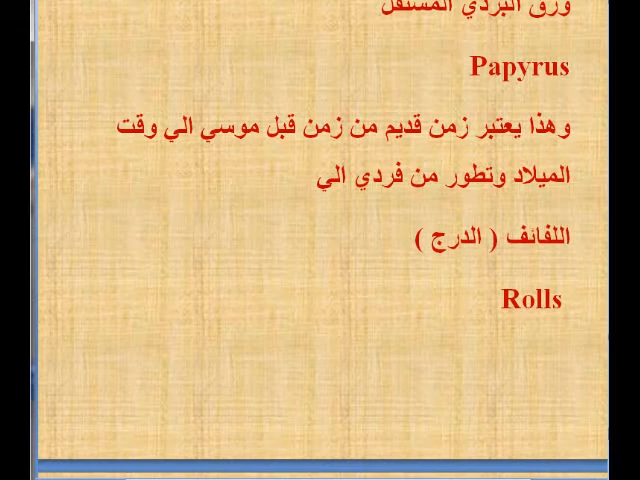 ورق البردي المستقل
Papyrus
وهذا يعتبر زمن قديم من زمن قبل موسي الي وقت
الميلاد وتطور من فردي الي
اللفائف ( الدرج )
Rolls